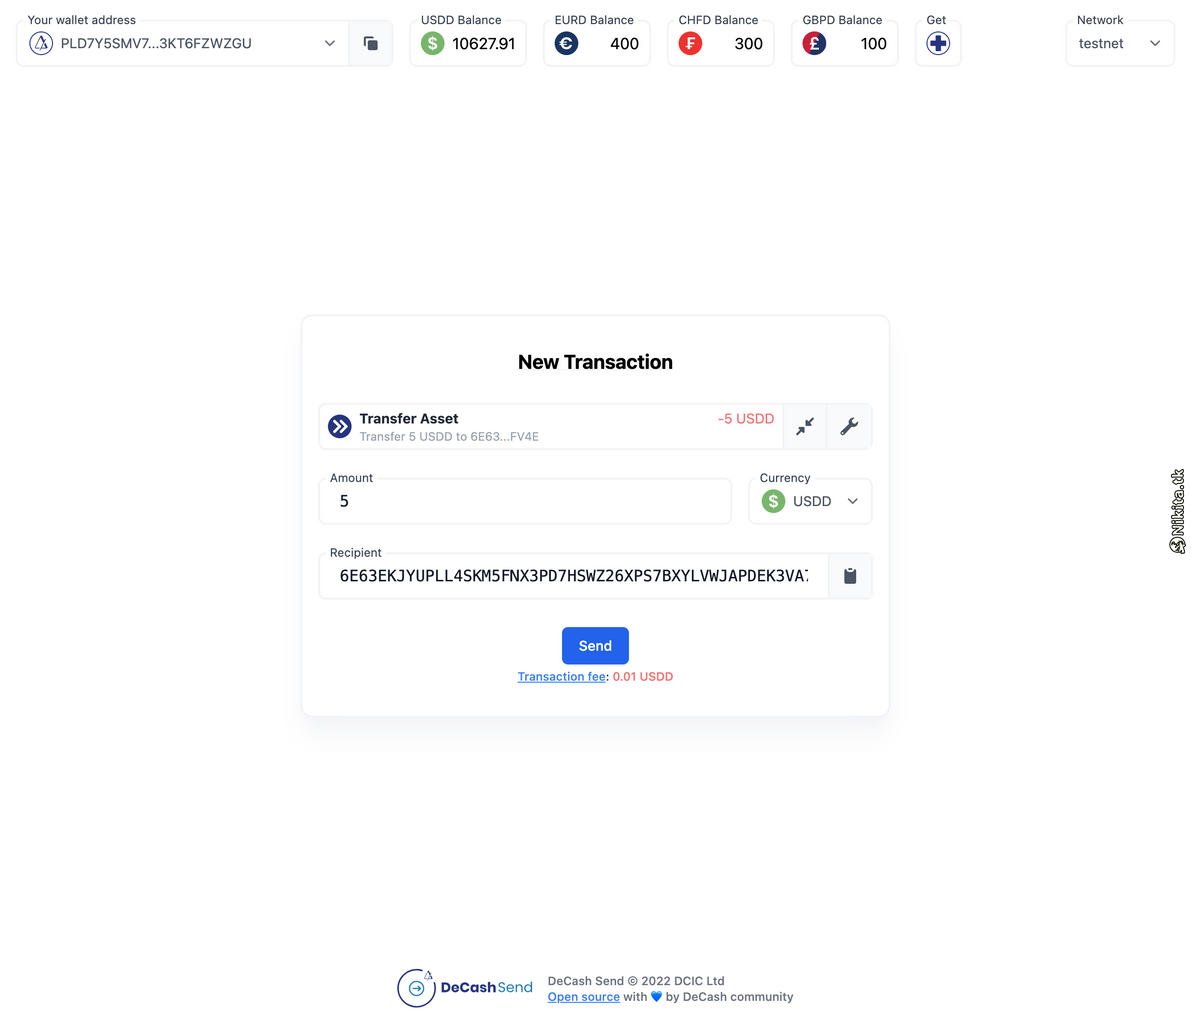 Your wallet address
PLD7Y5SMV7...3KT6FZWZGU
USDD Balance
$ 10627.91
EURD Balance
€ 400
CHFD Balance
₣ 300
GBPD Balance
£ 100
Get
Network
testnet
New Transaction
Transfer Asset
Transfer 5 USDD to 6E63...FV4E
-5 USDD
Amount
5
Currency
$ USDD
Recipient
6E63EKJYUPLL4SKM5FNX3PD7HSWZ26XPS7BXYLVWJAPDEK3VA7
Send
Transaction fee: 0.01 USDD
Nikita.tk
DeCash Send
DeCash Send © 2022 DCIC Ltd
Open source with 💙 by DeCash community